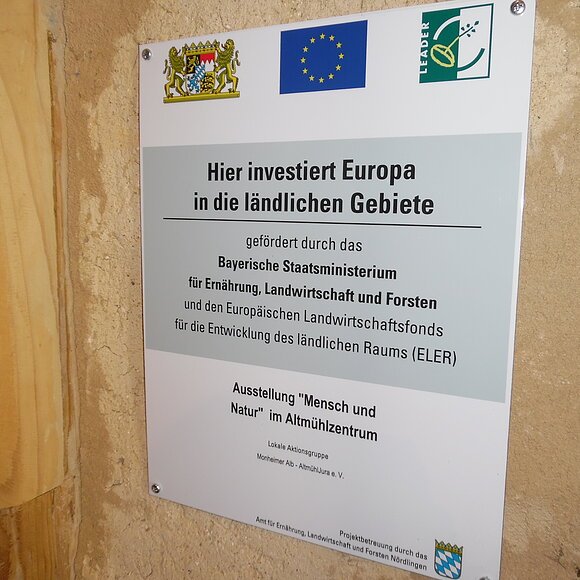 LEADER
Hier investiert Europa
in die ländlichen Gebiete
gefördert durch das
Bayerische Staatsministerium
für Ernährung, Landwirtschaft und Forsten
und den Europäischen Landwirtschaftsfonds
für die Entwicklung des ländlichen Raums (ELER)
Ausstellung "Mensch und
Natur" im Altmühlzentrum
Lokale Aktionsgruppe
Monheimer Alb - AltmühlJura e. V.
Projektbetreuung durch das
Amt für Ernährung, Landwirtschaft und Forsten Nördlingen